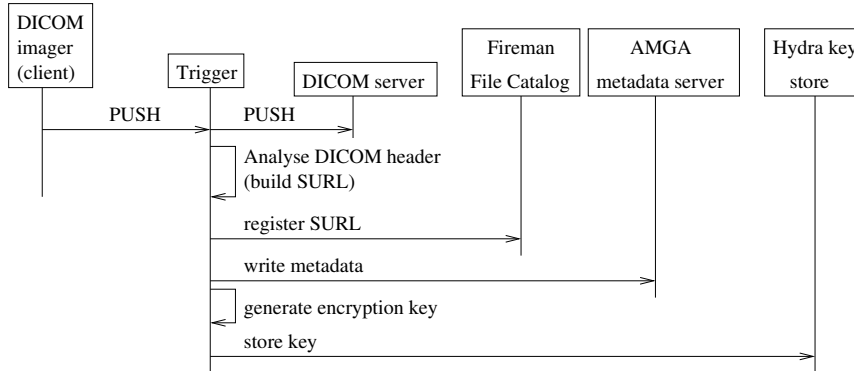 DICOM
imager
(client)
Trigger
DICOM server
Fireman
File Catalog
AMGA
metadata server
Hydra key
store
PUSH
PUSH
Analyse DICOM header
(build SURL)
register SURL
write metadata
generate encryption key
store key